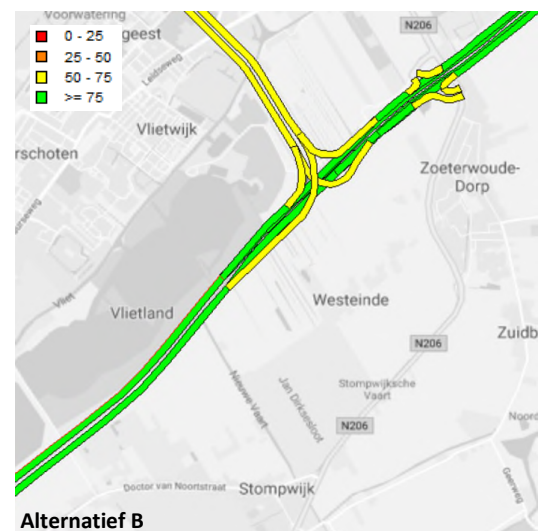 0 - 25
25 - 50
50 - 75
>= 75
Voorwatering
geest
Leidseweg
N206
Vlietwijk
rschoten
Zoeterwoude-
Dorp
Vliet
Vlietland
Westeinde
Zuidb
N206
Nieuwe Vaart
Jan Dirksesloot
Stompwijksche
Vaart
N206
Noord
Doctor van Noortstraat
Stompwijk
Geerweg
Alternatief B